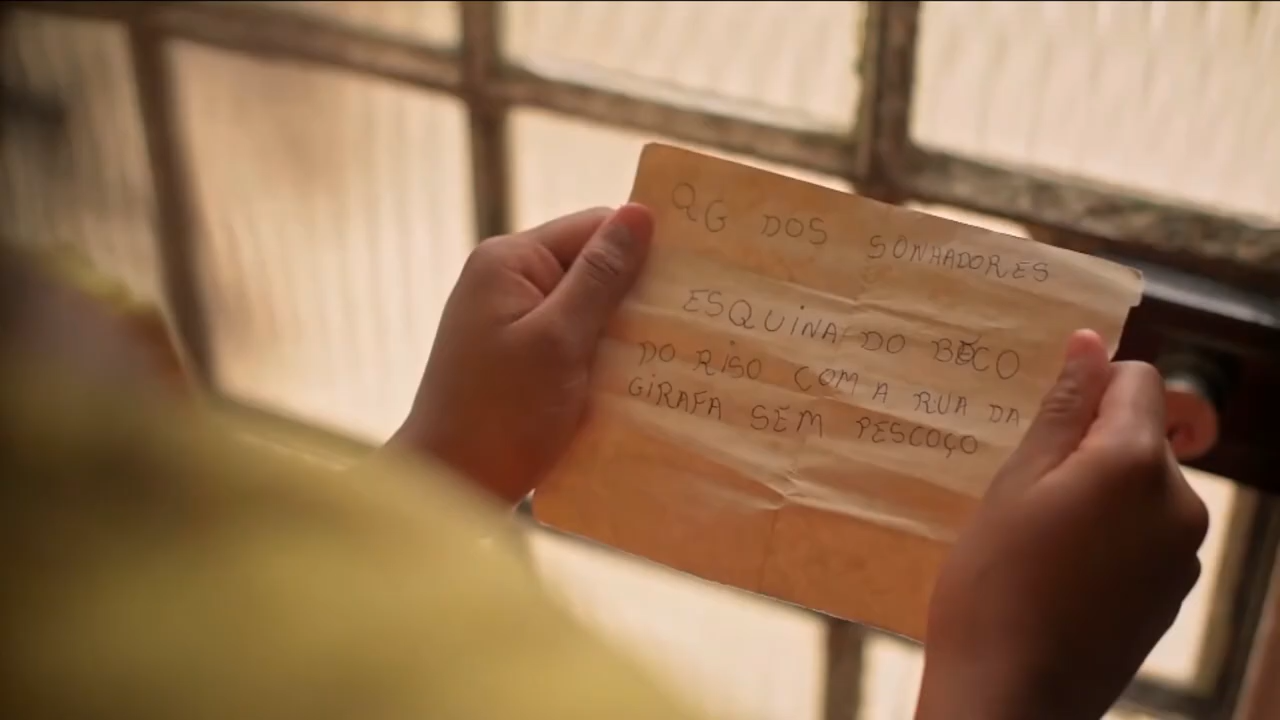 QG DOS SONHADORES
ESQUiNA DO BECO
DO RiSO COM A RUA DA
GiRAFA SEM PESCOÇO